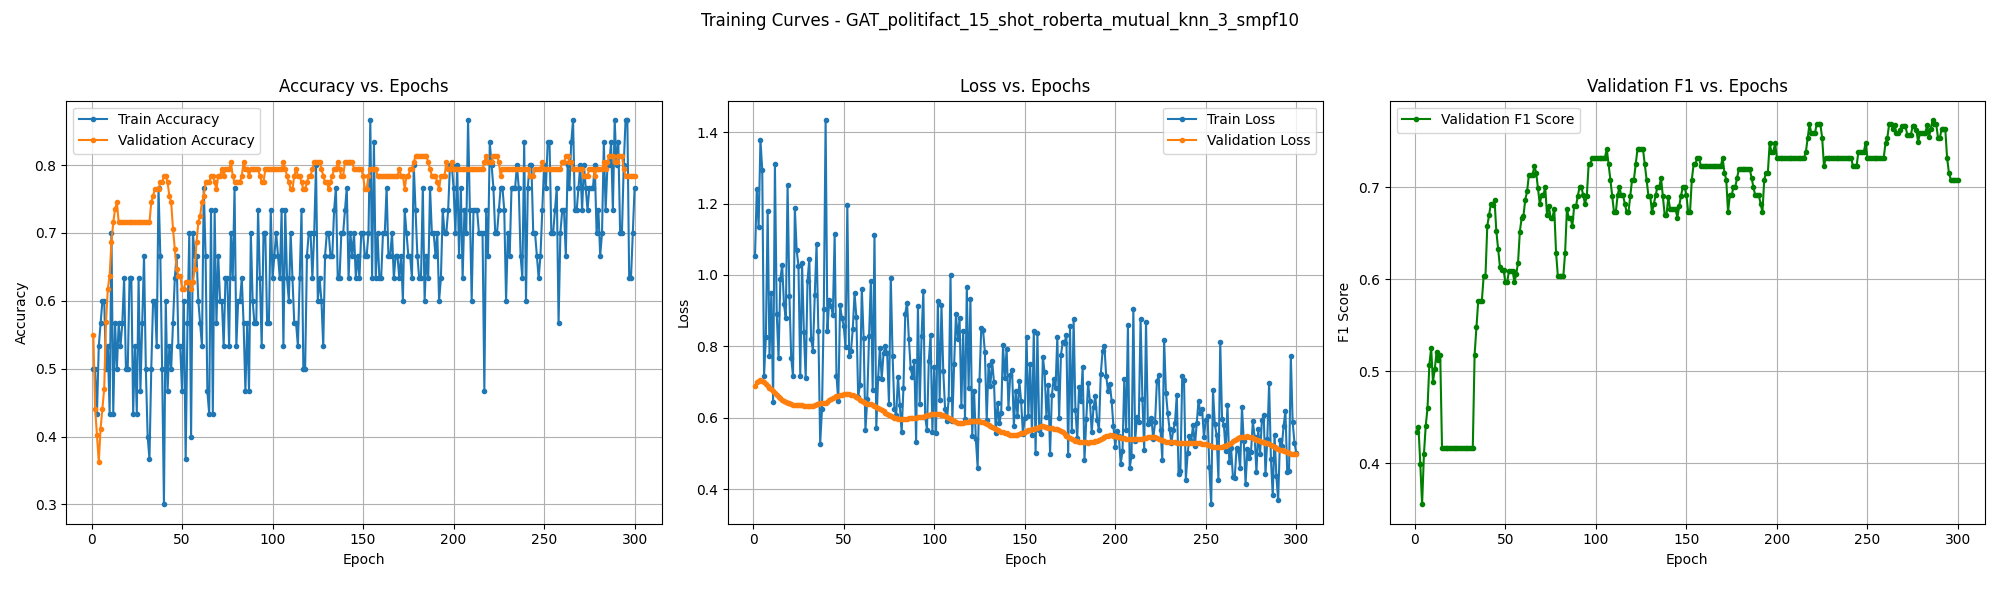 Training Curves - GAT_politifact_15_shot_roberta_mutual_knn_3_smpf10
Accuracy vs. Epochs
Train Accuracy
Validation Accuracy
0.8
0.7
0.6
0.5
0.4
0.3
Accuracy
0 50 100 150 200 250 300
Epoch
Loss vs. Epochs
Train Loss
Validation Loss
1.4
1.2
1.0
0.8
0.6
0.4
Loss
0 50 100 150 200 250 300
Epoch
Validation F1 vs. Epochs
Validation F1 Score
0.7
0.6
0.5
0.4
F1 Score
0 50 100 150 200 250 300
Epoch